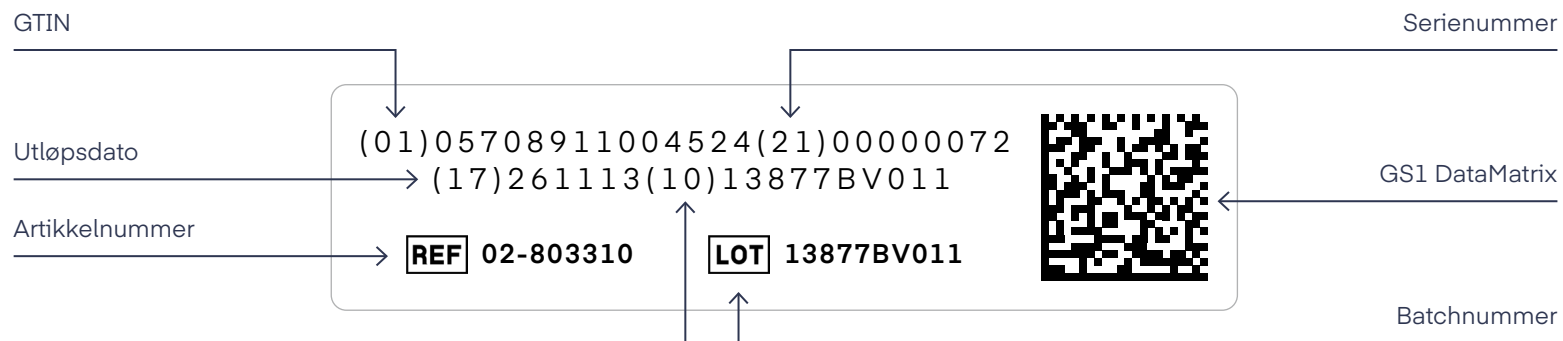 GTIN
Serienummer
(01)05708911004524(21)00000072
Utløpsdato
(17)261113(10)13877BV011
GS1 DataMatrix
Artikkelnummer
REF 02-803310 LOT 13877BV011
Batchnummer